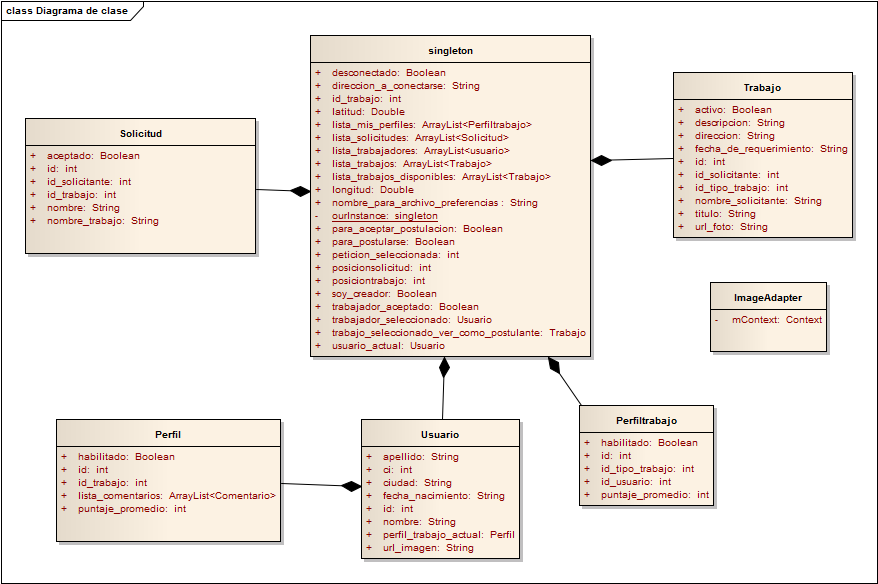 class Diagrama de clase
singleton
+ desconectado: Boolean
+ direccion_a_conectarse: String
+ id_trabajo: int
+ latitud: Double
+ lista_mis_perfiles: ArrayList<Perfiltrabajo>
+ lista_solicitudes: ArrayList<Solicitud>
+ lista_trabajadores: ArrayList<usuario>
+ lista_trabajos: ArrayList<Trabajo>
+ lista_trabajos_disponibles: ArrayList<Trabajo>
+ longitud: Double
+ nombre_para_archivo_preferencias: String
- ourInstance: singleton
+ para_aceptar_postulacion: Boolean
+ para_postularse: Boolean
+ peticion_seleccionada: int
+ posicionsolicitud: int
+ posiciontrabajo: int
+ soy_creador: Boolean
+ trabajador_aceptado: Boolean
+ trabajador_seleccionado: Usuario
+ trabajo_seleccionado_ver_como_postulante: Trabajo
+ usuario_actual: Usuario
Trabajo
+ activo: Boolean
+ descripcion: String
+ direccion: String
+ fecha_de_requerimiento: String
+ id: int
+ id_solicitante: int
+ id_tipo_trabajo: int
+ nombre_solicitante: String
+ titulo: String
+ url_foto: String
Solicitud
+ aceptado: Boolean
+ id: int
+ id_solicitante: int
+ id_trabajo: int
+ nombre: String
+ nombre_trabajo: String
ImageAdapter
- mContext: Context
Perfil
+ habilitado: Boolean
+ id: int
+ id_trabajo: int
+ lista_comentarios: ArrayList<Comentario>
+ puntaje_promedio: int
Usuario
+ apellido: String
+ ci: int
+ ciudad: String
+ fecha_nacimiento: String
+ id: int
+ nombre: String
+ perfil_trabajo_actual: Perfil
+ url_imagen: String
Perfiltrabajo
+ habilitado: Boolean
+ id: int
+ id_tipo_trabajo: int
+ id_usuario: int
+ puntaje_promedio: int